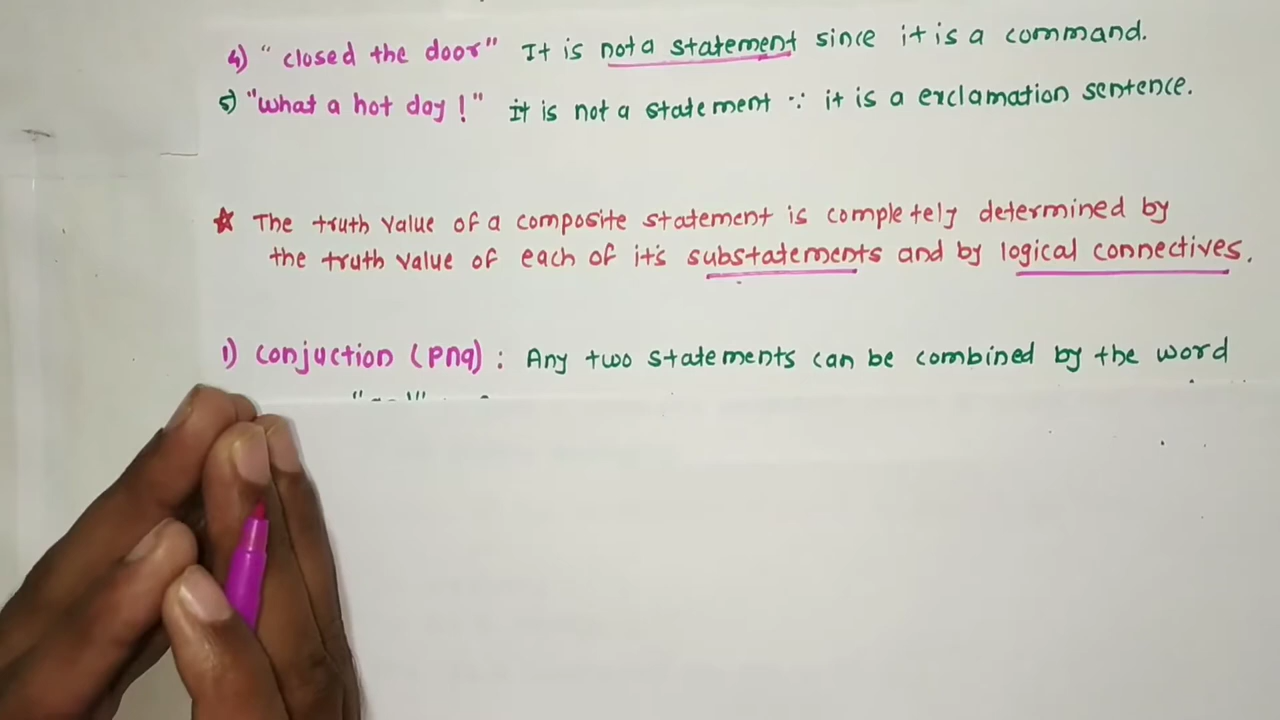 4) "closed the door" It is not a statement since it is a command.
5) "What a hot day !" it is not a statement ∵ it is a exclamation sentence.
☆ The truth value of a composite statement is completely determined by
the truth value of each of it's substatements and by logical connectives.
1) Conjuction (p∩q) : Any two statements can be combined by the word